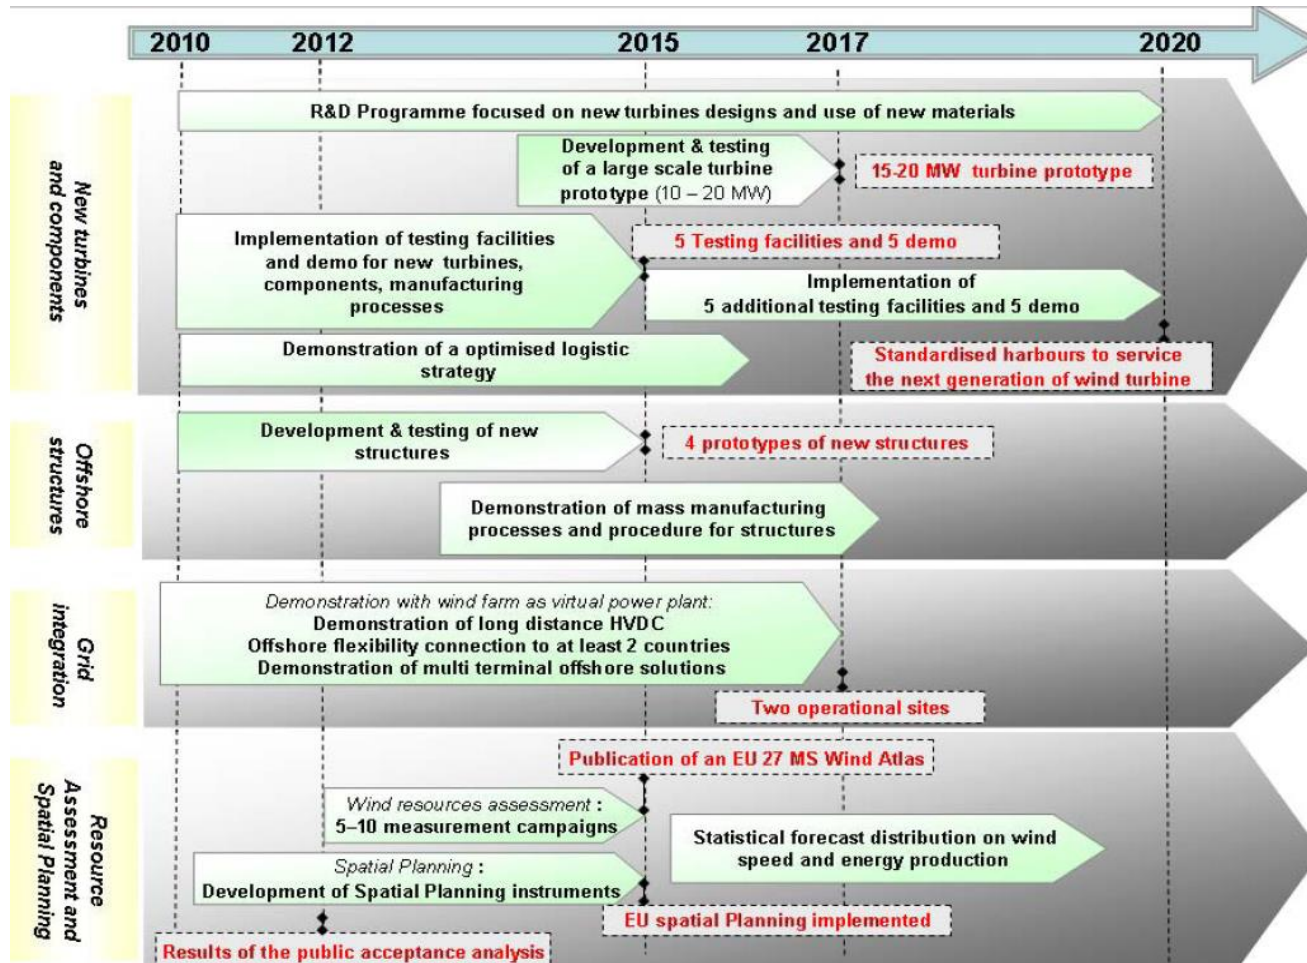 2010 2012 2015 2017 2020
New turbines
and components
R&D Programme focused on new turbines designs and use of new materials
Development & testing
of a large scale turbine
prototype (10 – 20 MW)
15-20 MW turbine prototype
Implementation of testing facilities
and demo for new turbines,
components, manufacturing
processes
5 Testing facilities and 5 demo
Implementation of
5 additional testing facilities and 5 demo
Demonstration of a optimised logistic
strategy
Standardised harbours to service
the next generation of wind turbine
Offshore
structures
Development & testing of new
structures
4 prototypes of new structures
Demonstration of mass manufacturing
processes and procedure for structures
Grid
integration
Demonstration with wind farm as virtual power plant:
Demonstration of long distance HVDC
Offshore flexibility connection to at least 2 countries
Demonstration of multi terminal offshore solutions
Two operational sites
Resource
Assessment and
Spatial Planning
Publication of an EU 27 MS Wind Atlas
Wind resources assessment :
5–10 measurement campaigns
Statistical forecast distribution on wind
speed and energy production
Spatial Planning :
Development of Spatial Planning instruments
EU spatial Planning implemented
Results of the public acceptance analysis